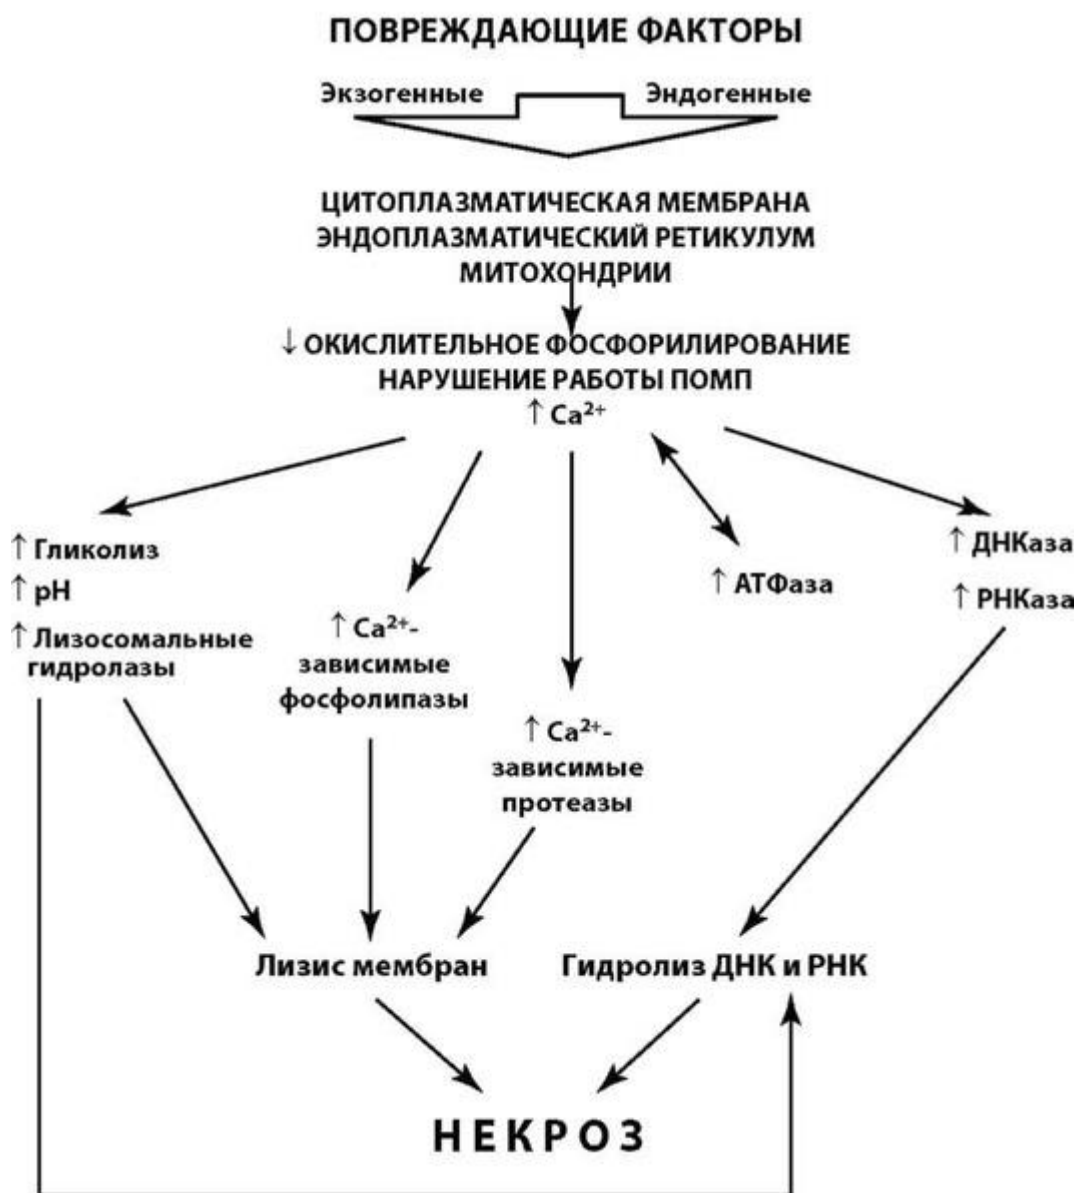 ПОВРЕЖДАЮЩИЕ ФАКТОРЫ
Экзогенные
Эндогенные
ЦИТОПЛАЗМАТИЧЕСКАЯ МЕМБРАНА
ЭНДОПЛАЗМАТИЧЕСКИЙ РЕТИКУЛУМ
МИТОХОНДРИИ
↓ ОКИСЛИТЕЛЬНОЕ ФОСФОРИЛИРОВАНИЕ
НАРУШЕНИЕ РАБОТЫ ПОМП
↑ Ca²⁺
↑ Гликолиз
↑ pH
↑ Лизосомальные
гидролазы
↑ Ca²⁺-
зависимые
фосфолипазы
↑ Ca²⁺-
зависимые
протеазы
↑ АТФаза
↑ ДНКаза
↑ РНКаза
Лизис мембран
Гидролиз ДНК и РНК
НЕКРОЗ